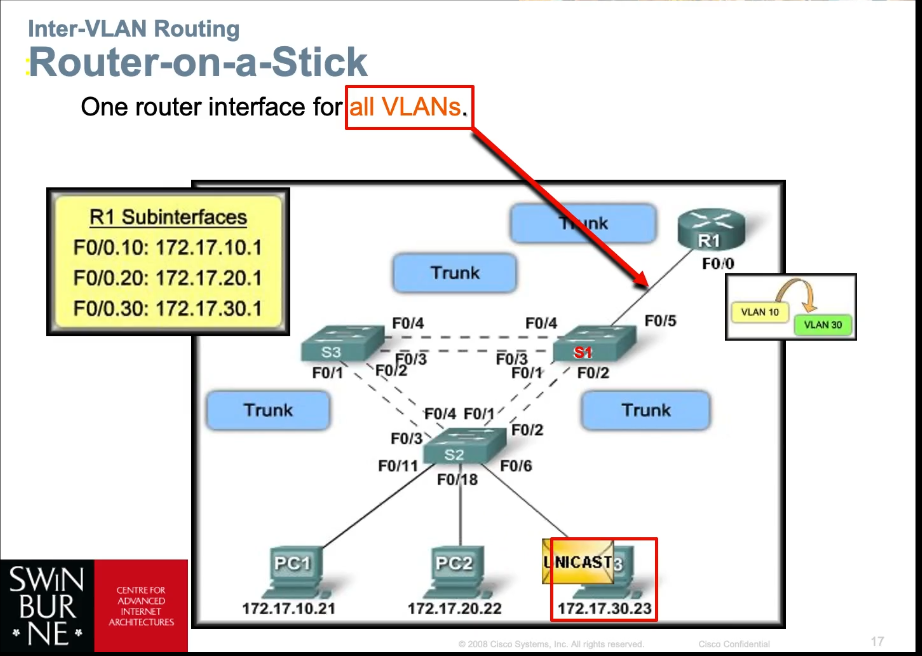 Inter-VLAN Routing
Router-on-a-Stick
One router interface for all VLANs.
R1 Subinterfaces
F0/0.10: 172.17.10.1
F0/0.20: 172.17.20.1
F0/0.30: 172.17.30.1
Trunk
Trunk
R1
F0/0
VLAN 10
VLAN 30
F0/4
F0/4
F0/5
S3
S1
F0/3
F0/3
F0/1
F0/2
F0/1
F0/2
Trunk
Trunk
F0/4
F0/1
F0/3
F0/2
S2
F0/11
F0/18
F0/6
PC1
PC2
UNICAST
3
172.17.10.21
172.17.20.22
172.17.30.23
SWIN
BUR
* NE *
CENTRE FOR
ADVANCED
INTERNET
ARCHITECTURES
© 2008 Cisco Systems, Inc. All rights reserved.
Cisco Confidential
17